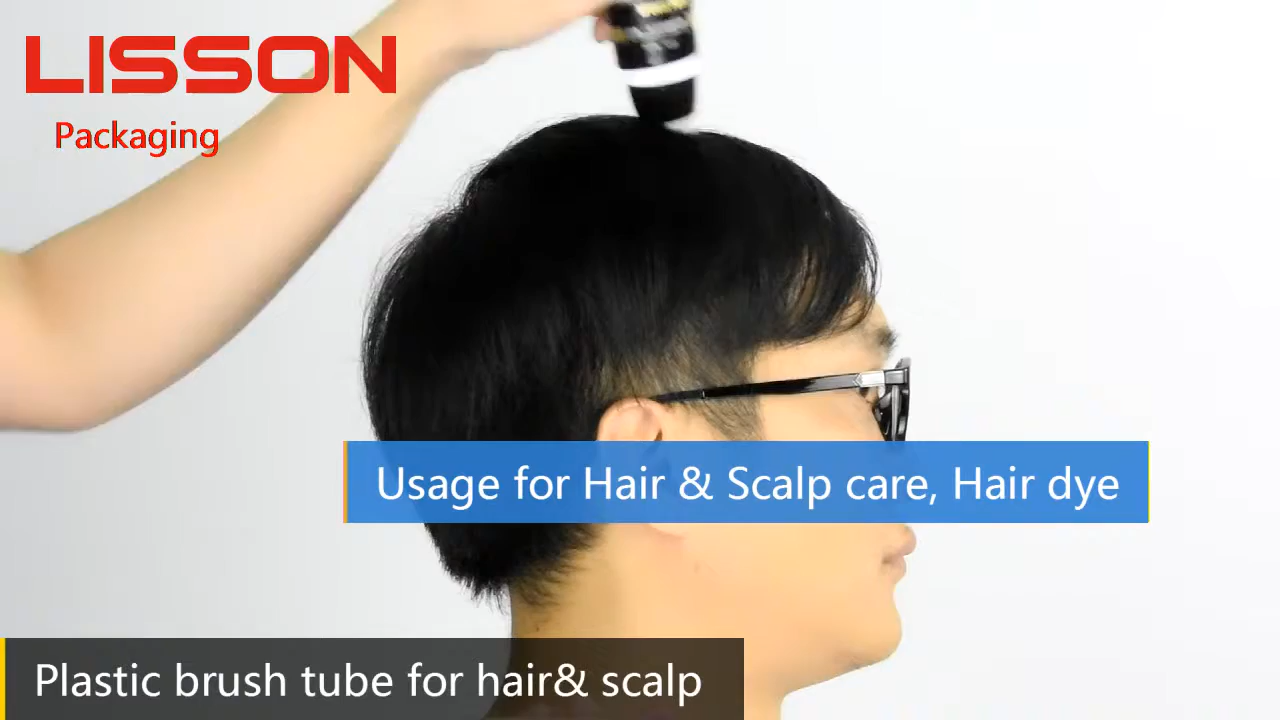 LISSON
Packaging
Usage for Hair & Scalp care, Hair dye
Plastic brush tube for hair& scalp